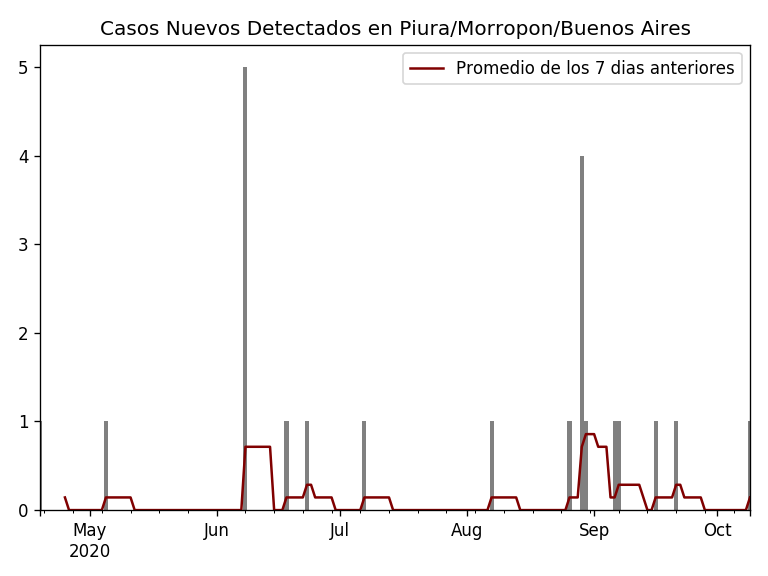 Casos Nuevos Detectados en Piura/Morropon/Buenos Aires
Promedio de los 7 dias anteriores
5
4
3
2
1
0
May Jun Jul Aug Sep Oct
2020